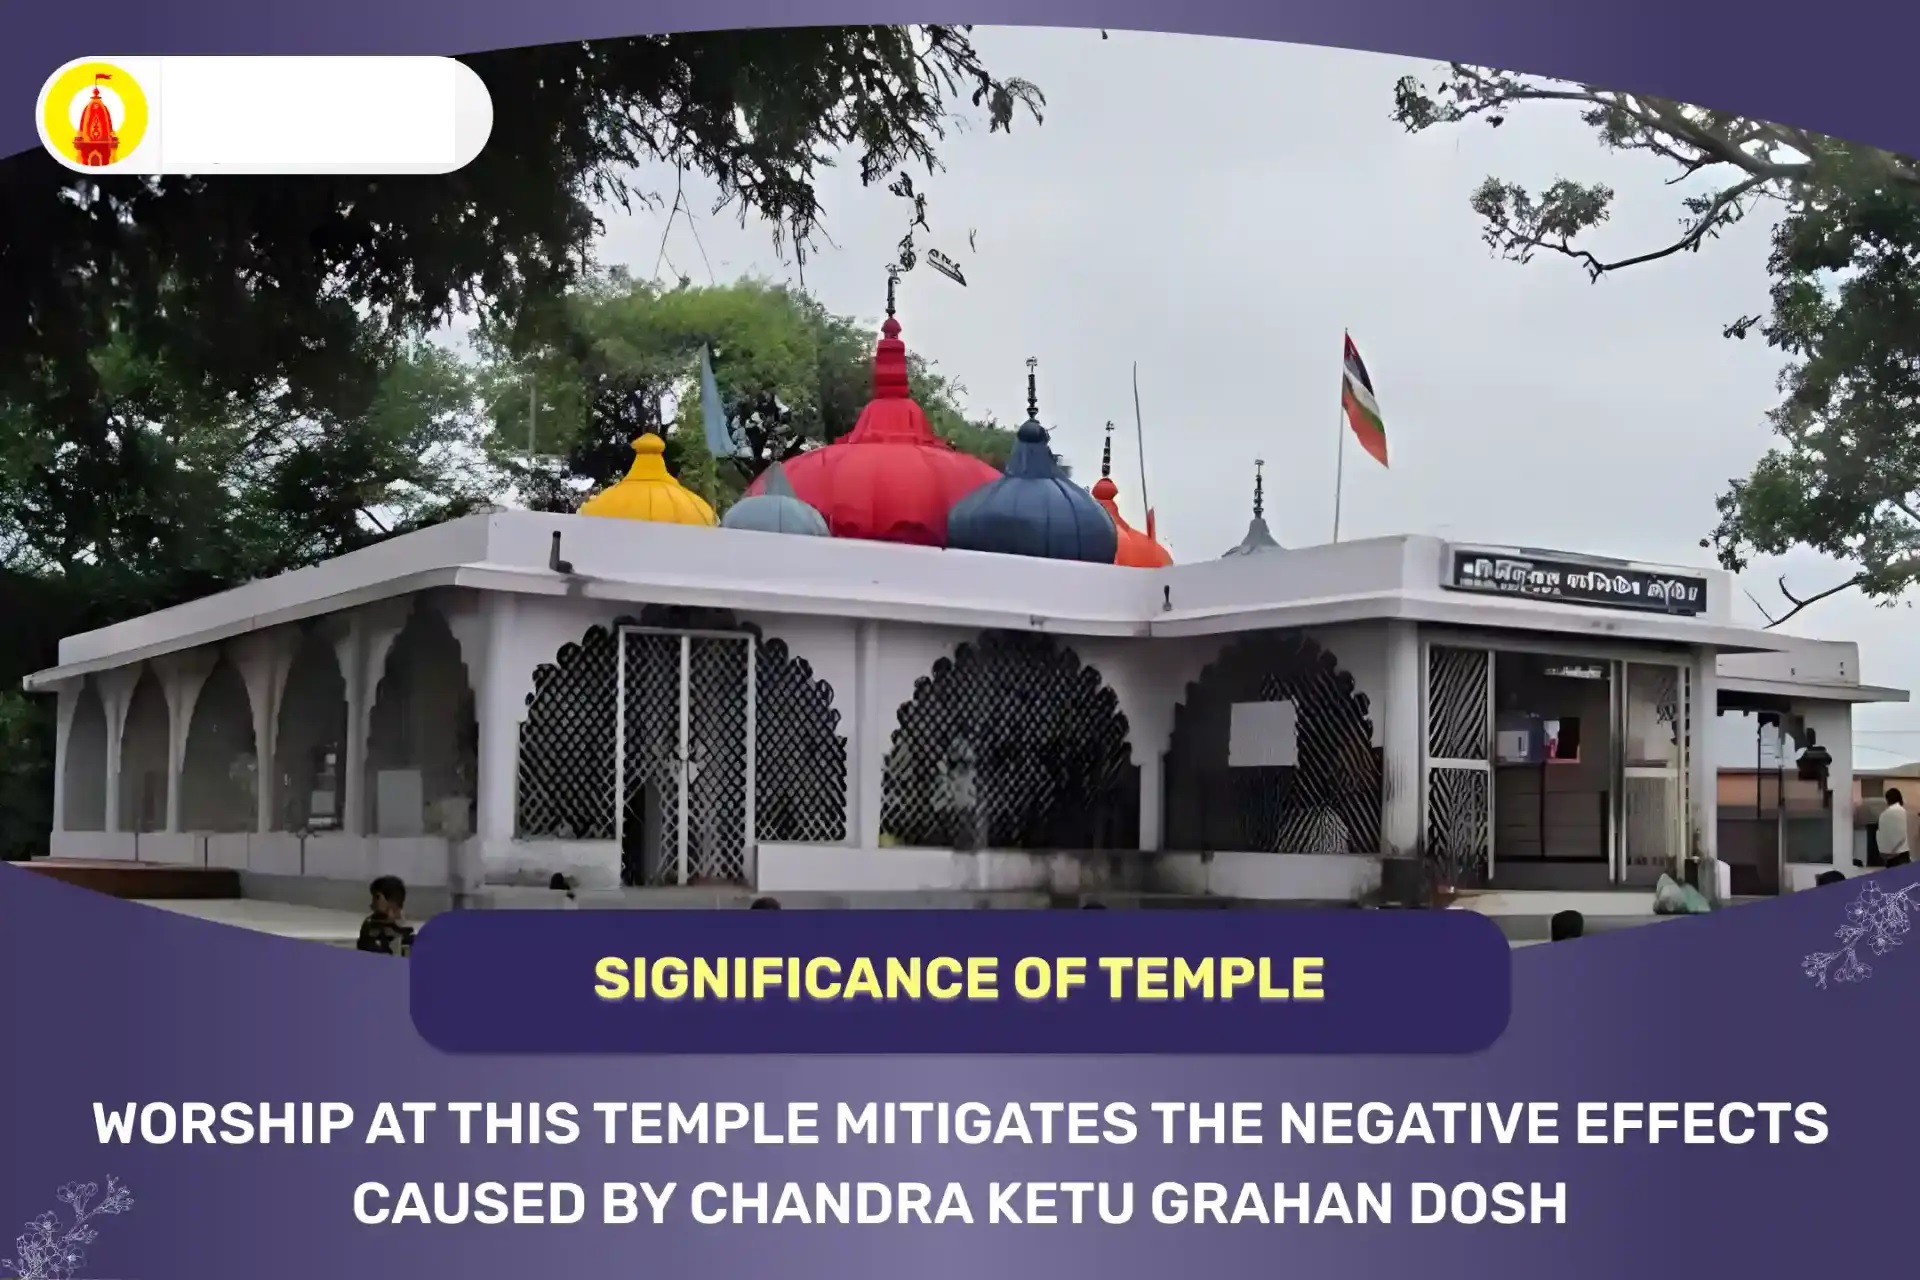 SIGNIFICANCE OF TEMPLE
WORSHIP AT THIS TEMPLE MITIGATES THE NEGATIVE EFFECTS
CAUSED BY CHANDRA KETU GRAHAN DOSH